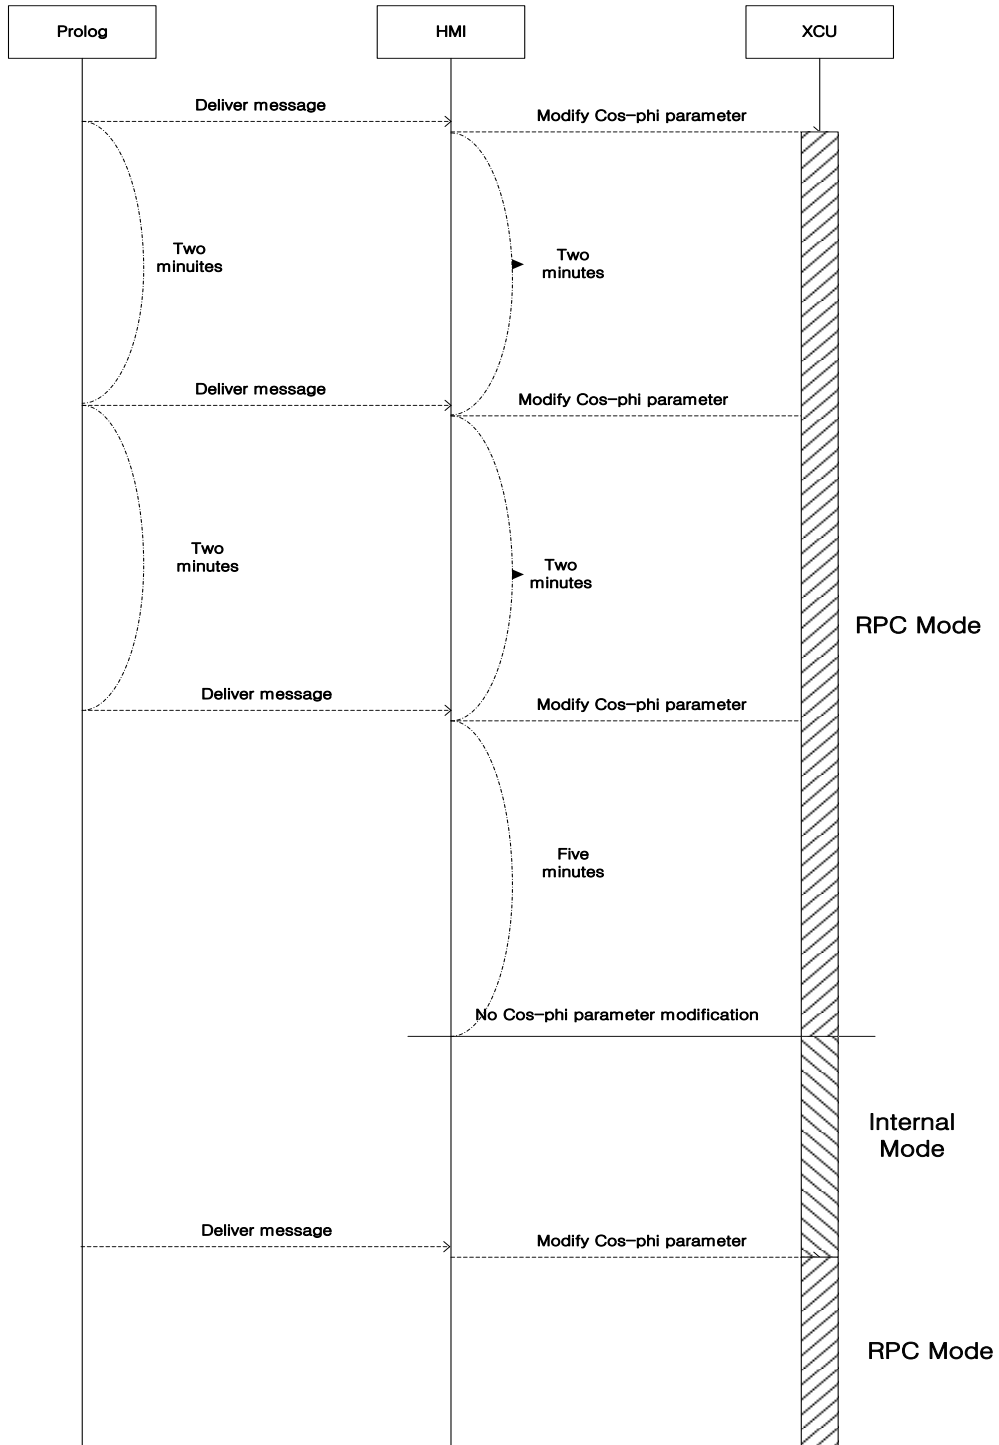 Prolog
HMI
XCU
Deliver message
Modify Cos-phi parameter
Two
minuites
Two
minutes
Deliver message
Modify Cos-phi parameter
Two
minutes
Two
minutes
RPC Mode
Deliver message
Modify Cos-phi parameter
Five
minutes
No Cos-phi parameter modification
Internal
Mode
Deliver message
Modify Cos-phi parameter
RPC Mode